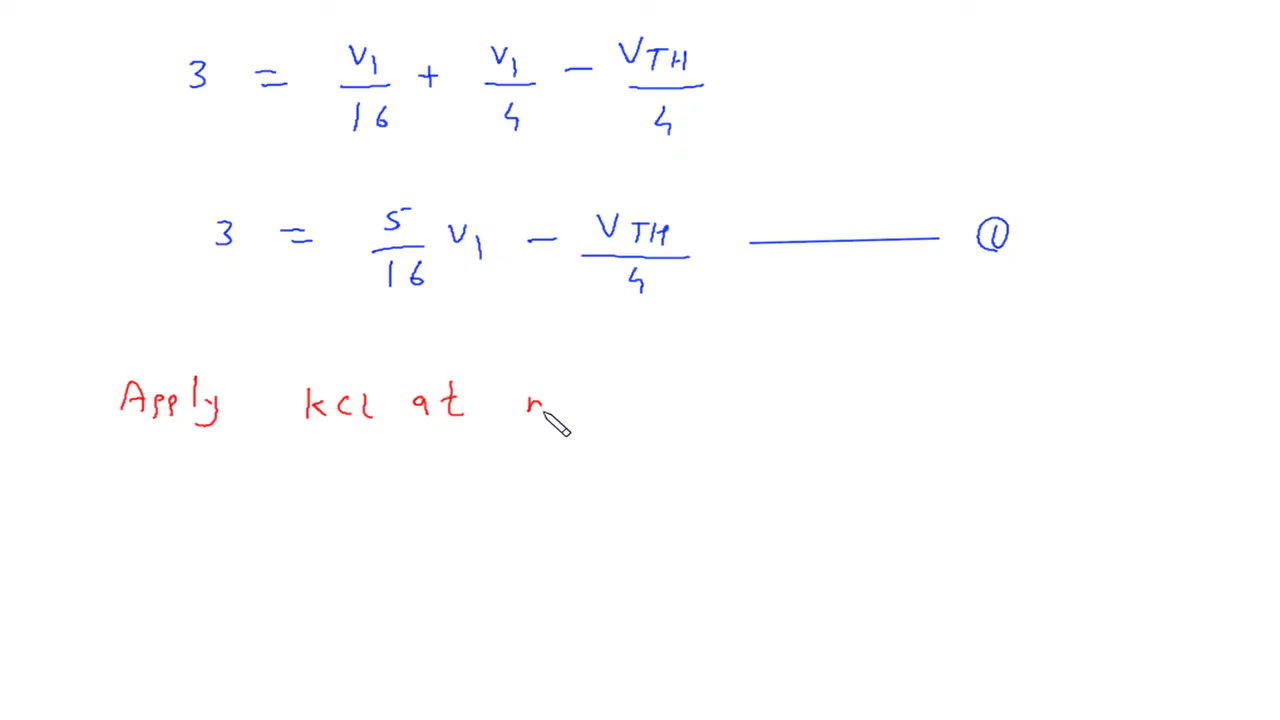 3 = V1/16 + V1/4 - VTH/4
3 = 5/16 V1 - VTH/4 ——— ①
Apply kcl at n